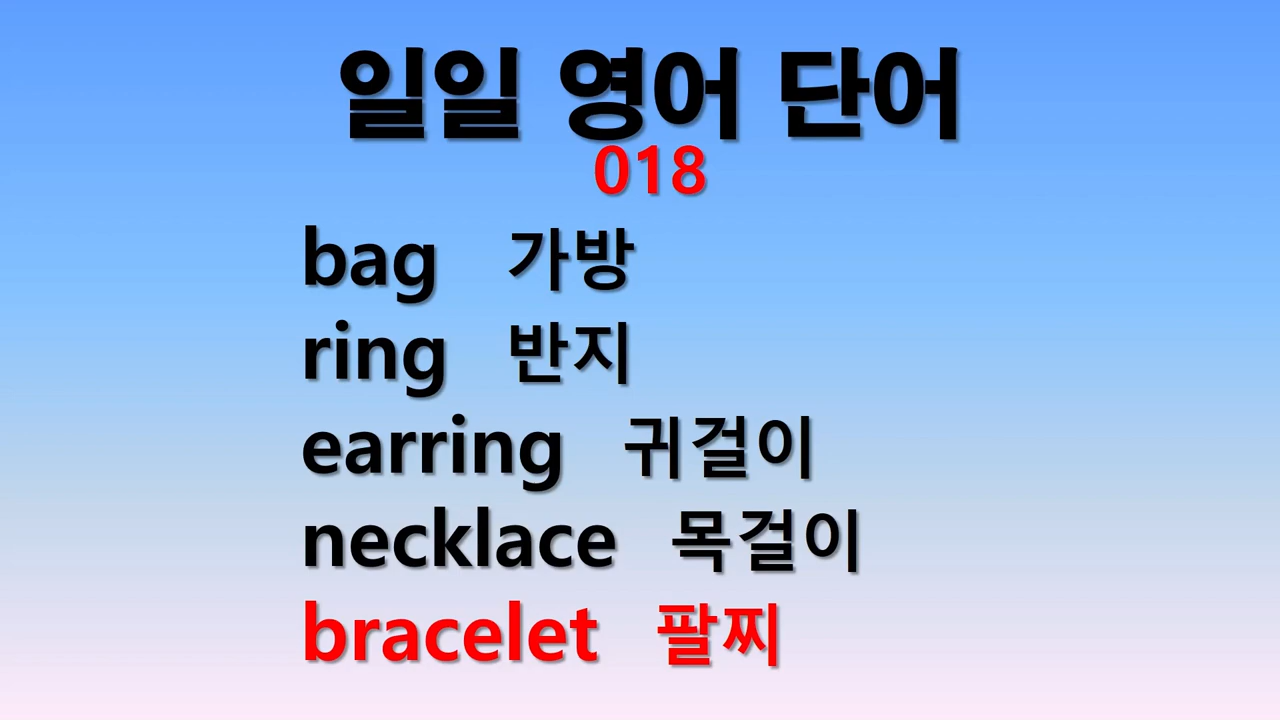 일일 영어 단어
018
bag 가방
ring 반지
earring 귀걸이
necklace 목걸이
bracelet 팔찌